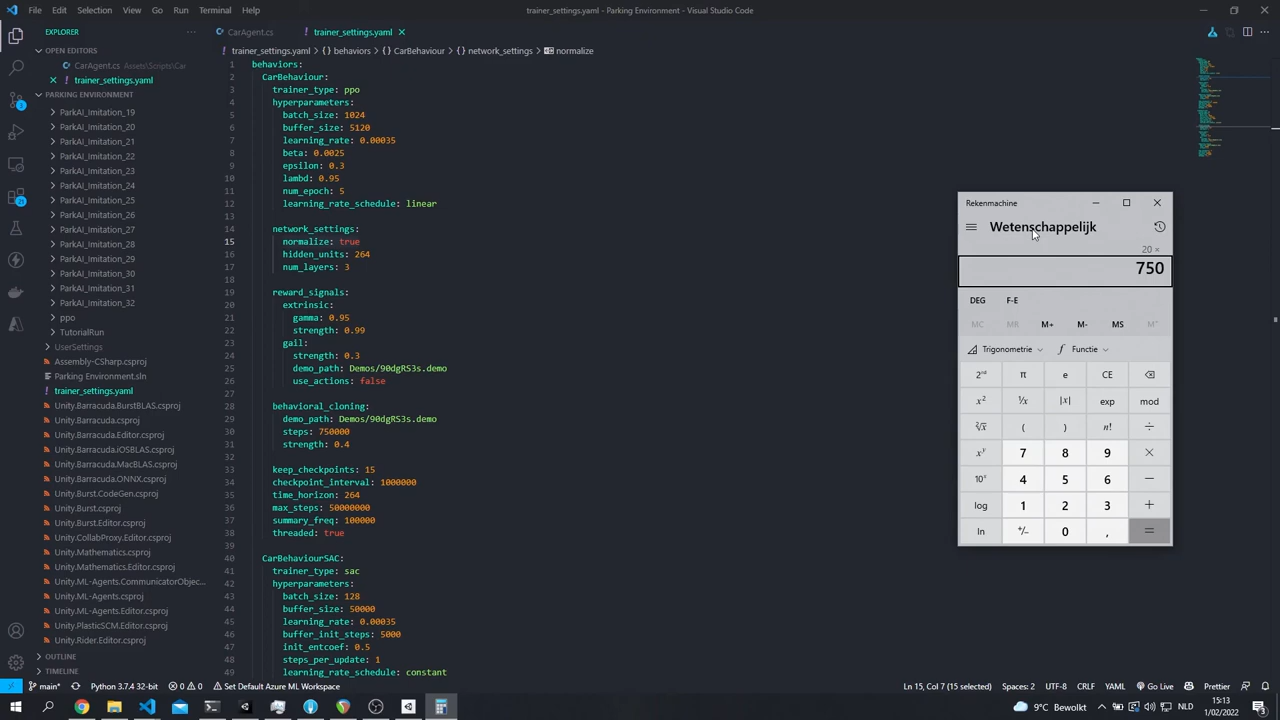 File Edit Selection View Go Run Terminal Help
trainer_settings.yaml - Parking Environment - Visual Studio Code
EXPLORER
OPEN EDITORS
CarAgent.cs Assets\Scripts\Car
trainer_settings.yaml
PARKING ENVIRONMENT
ParkAI_Imitation_19
ParkAI_Imitation_20
ParkAI_Imitation_21
ParkAI_Imitation_22
ParkAI_Imitation_23
ParkAI_Imitation_24
ParkAI_Imitation_25
ParkAI_Imitation_26
ParkAI_Imitation_27
ParkAI_Imitation_28
ParkAI_Imitation_29
ParkAI_Imitation_30
ParkAI_Imitation_31
ParkAI_Imitation_32
ppo
TutorialRun
UserSettings
Assembly-CSharp.csproj
Parking Environment.sln
trainer_settings.yaml
Unity.Barracuda.BurstBLAS.csproj
Unity.Barracuda.csproj
Unity.Barracuda.Editor.csproj
Unity.Barracuda.iOSBLAS.csproj
Unity.Barracuda.MacBLAS.csproj
Unity.Barracuda.ONNX.csproj
Unity.Burst.CodeGen.csproj
Unity.Burst.csproj
Unity.Burst.Editor.csproj
Unity.CollabProxy.Editor.csproj
Unity.Mathematics.csproj
Unity.Mathematics.Editor.csproj
Unity.ML-Agents.CommunicatorObjec...
Unity.ML-Agents.csproj
Unity.ML-Agents.Editor.csproj
Unity.PlasticSCM.Editor.csproj
Unity.Rider.Editor.csproj
OUTLINE
TIMELINE
CarAgent.cs
trainer_settings.yaml
trainer_settings.yaml > {} behaviors > {} CarBehaviour > {} network_settings > normalize
1 behaviors:
2 CarBehaviour:
3 trainer_type: ppo
4 hyperparameters:
5 batch_size: 1024
6 buffer_size: 5120
7 learning_rate: 0.00035
8 beta: 0.0025
9 epsilon: 0.3
10 lambd: 0.95
11 num_epoch: 5
12 learning_rate_schedule: linear
13
14 network_settings:
15 normalize: true
16 hidden_units: 264
17 num_layers: 3
18
19 reward_signals:
20 extrinsic:
21 gamma: 0.95
22 strength: 0.99
23 gail:
24 strength: 0.3
25 demo_path: Demos/90dgRS3s.demo
26 use_actions: false
27
28 behavioral_cloning:
29 demo_path: Demos/90dgRS3s.demo
30 steps: 750000
31 strength: 0.4
32
33 keep_checkpoints: 15
34 checkpoint_interval: 1000000
35 time_horizon: 264
36 max_steps: 50000000
37 summary_freq: 100000
38 threaded: true
39
40 CarBehaviourSAC:
41 trainer_type: sac
42 hyperparameters:
43 batch_size: 128
44 buffer_size: 50000
45 learning_rate: 0.00035
46 buffer_init_steps: 5000
47 init_entcoef: 0.5
48 steps_per_update: 1
49 learning_rate_schedule: constant
Rekenmachine
Wetenschappelijk
20 ×
750
DEG F-E
MC MR M+ M- MS M˅
Trigonometrie Functie
2ⁿᵈ π e CE
x² ¹/x |x| exp mod
²√x ( ) n! ÷
xʸ 7 8 9 ×
10ˣ 4 5 6 −
log 1 2 3 +
ln +/− 0 , =
main* Python 3.7.4 32-bit 0 0 Set Default Azure ML Workspace
Ln 15, Col 7 (15 selected) Spaces: 2 UTF-8 CRLF YAML Go Live Prettier
9°C Bewolkt NLD
15:13
1/02/2022